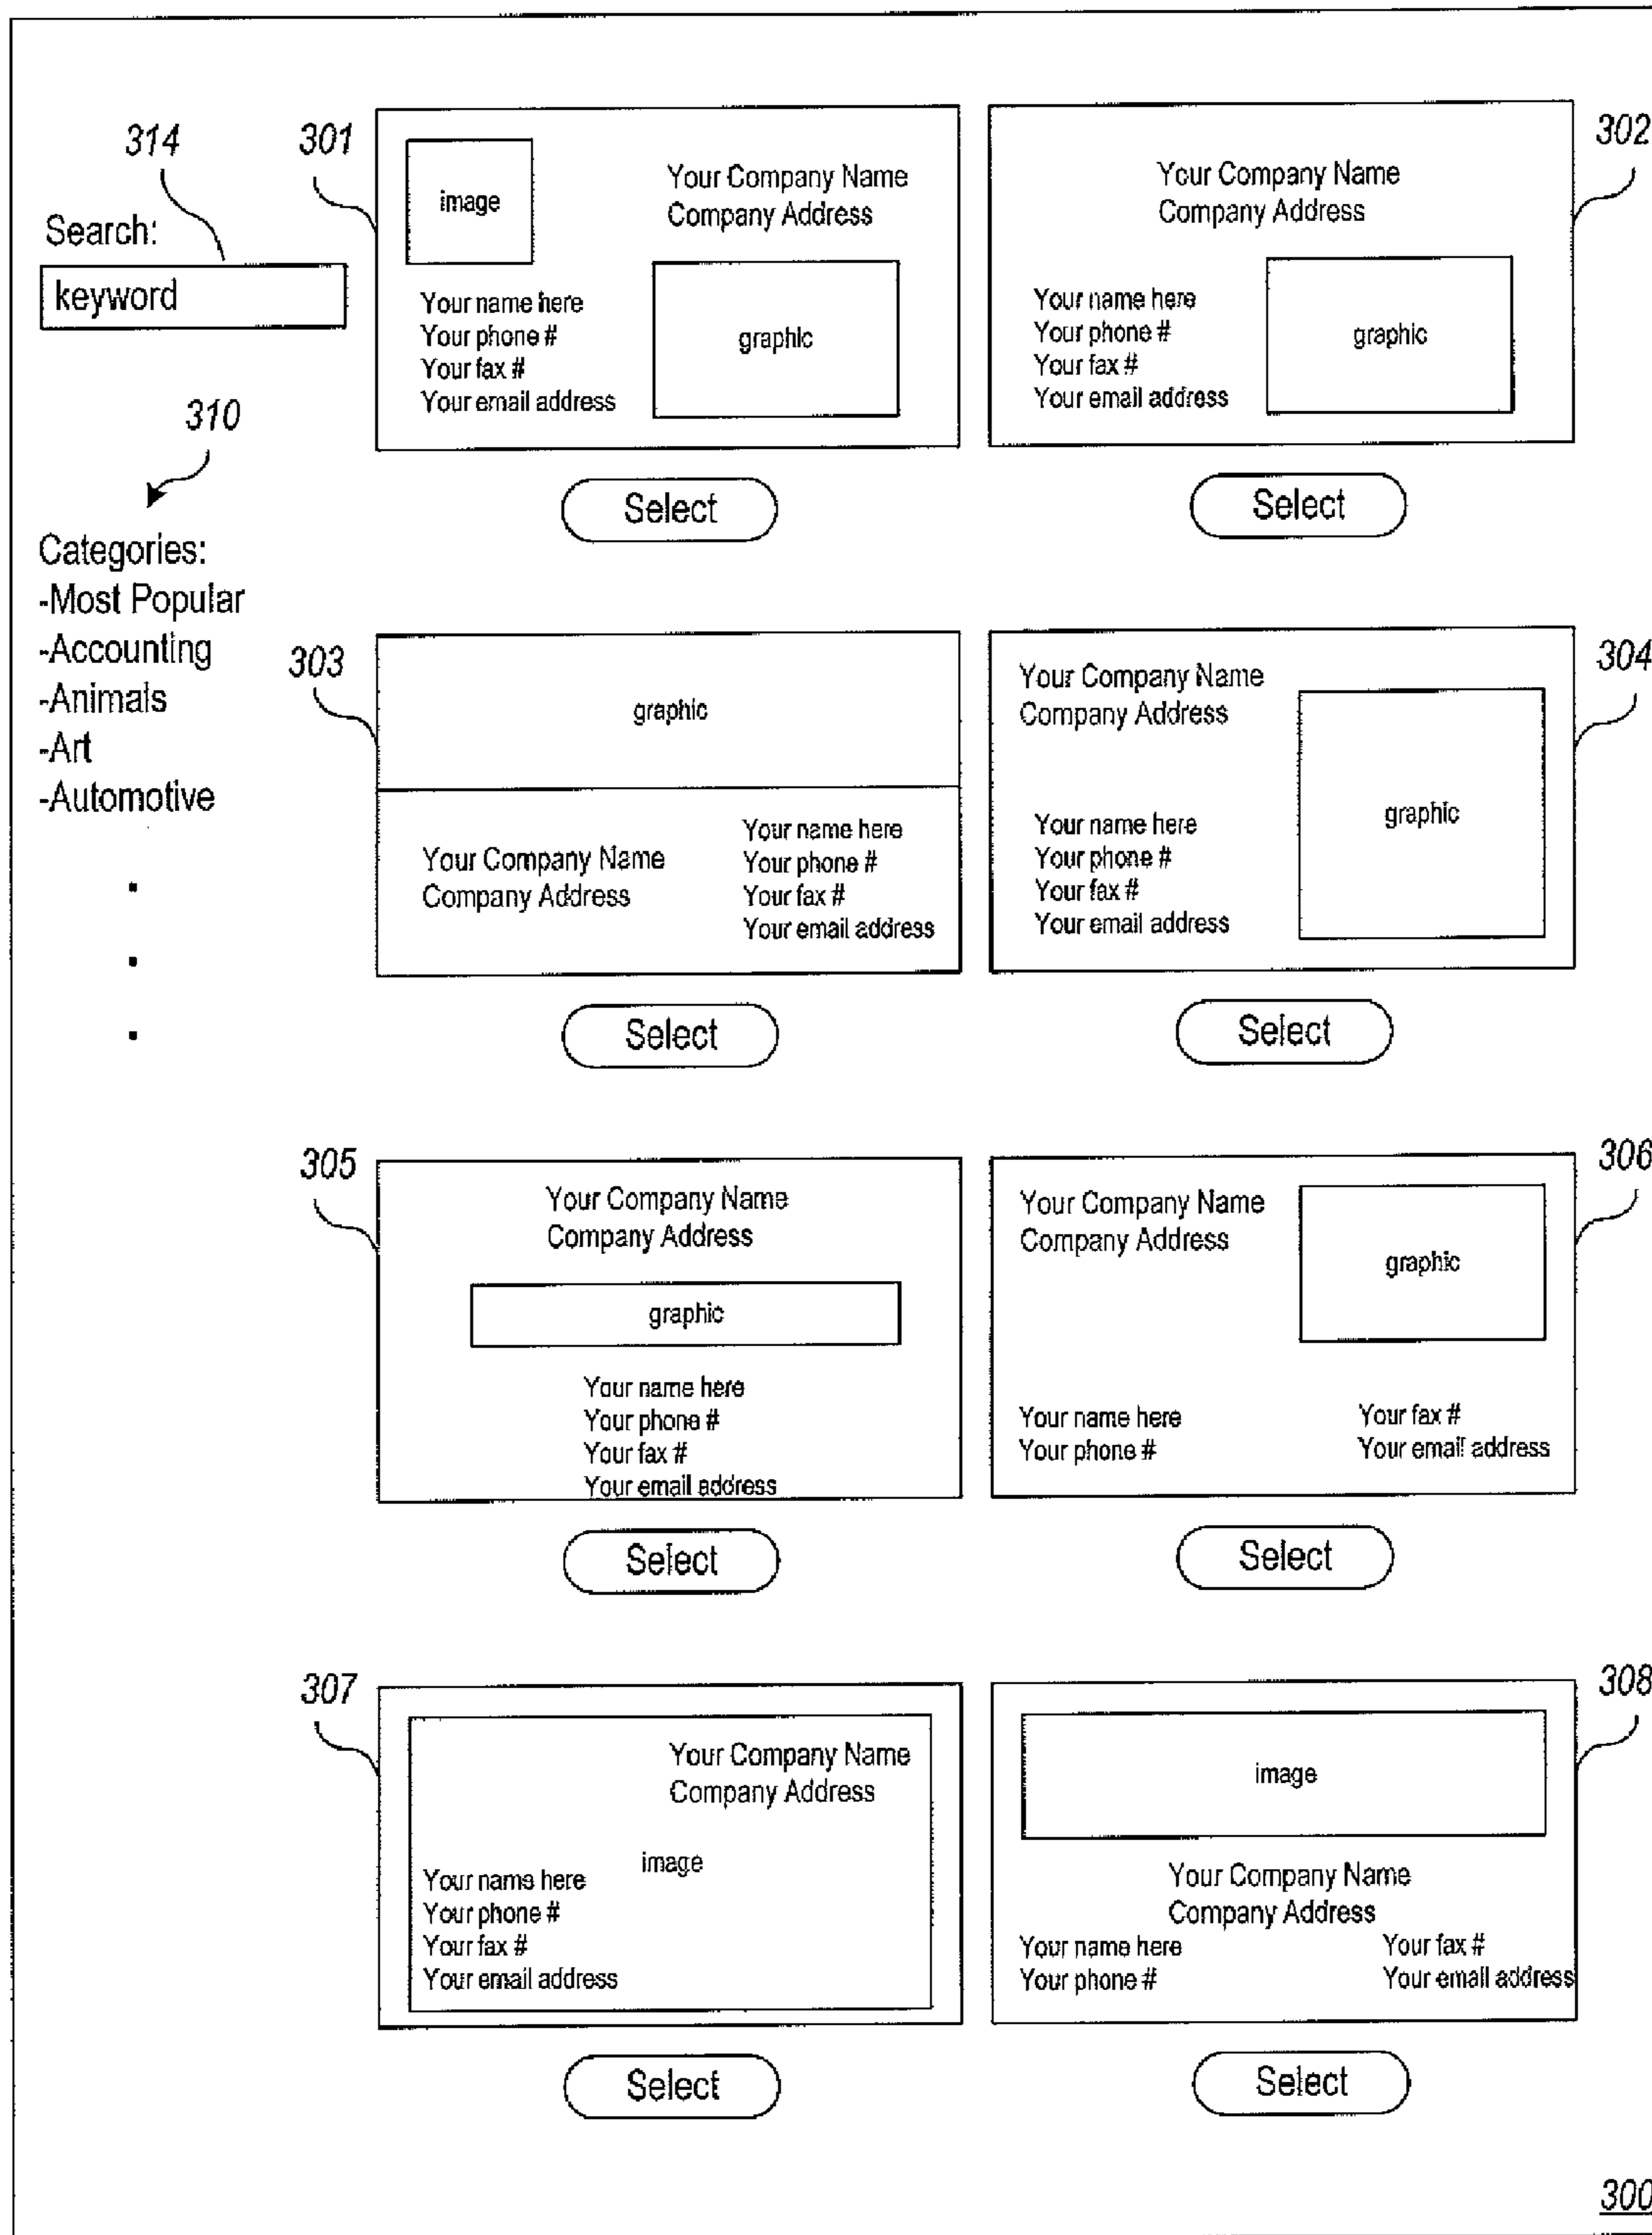 314
Search:
keyword
310
Categories:
-Most Popular
-Accounting
-Animals
-Art
-Automotive
301
image
Your Company Name
Company Address
Your name here
Your phone #
Your fax #
Your email address
graphic
Select
302
Your Company Name
Company Address
Your name here
Your phone #
Your fax #
Your email address
graphic
Select
303
graphic
Your Company Name
Company Address
Your name here
Your phone #
Your fax #
Your email address
Select
304
Your Company Name
Company Address
graphic
Your name here
Your phone #
Your fax #
Your email address
Select
305
Your Company Name
Company Address
graphic
Your name here
Your phone #
Your fax #
Your email address
Select
306
Your Company Name
Company Address
graphic
Your name here
Your phone #
Your fax #
Your email address
Select
307
Your Company Name
Company Address
image
Your name here
Your phone #
Your fax #
Your email address
Select
308
image
Your Company Name
Company Address
Your name here
Your phone #
Your fax #
Your email address
Select
300